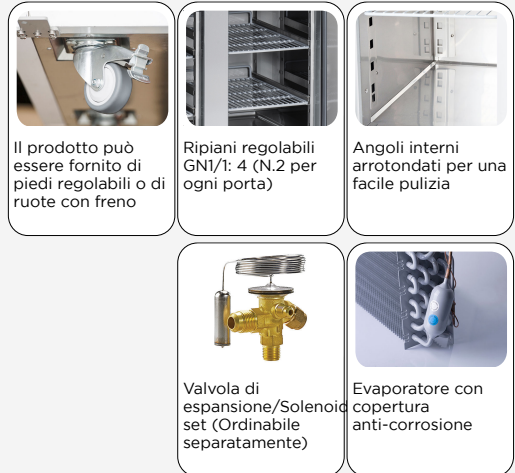 Il prodotto può
essere fornito di
piedi regolabili o di
ruote con freno
Ripiani regolabili
GN1/1: 4 (N.2 per
ogni porta)
Angoli interni
arrotondati per una
facile pulizia
Valvola di
espansione/Solenoid
set (Ordinabile
separatamente)
Evaporatore con
copertura
anti-corrosione